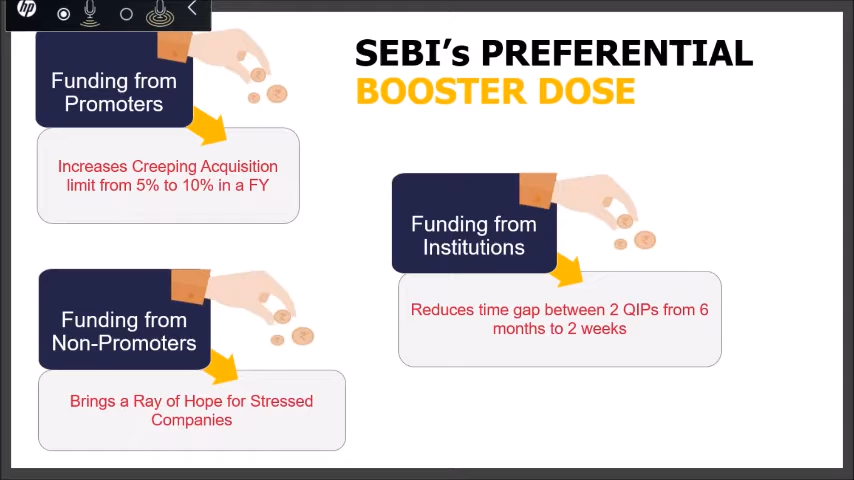 hp
SEBI's PREFERENTIAL
BOOSTER DOSE
Funding from
Promoters
Increases Creeping Acquisition
limit from 5% to 10% in a FY
Funding from
Institutions
Reduces time gap between 2 QIPs from 6
months to 2 weeks
Funding from
Non-Promoters
Brings a Ray of Hope for Stressed
Companies